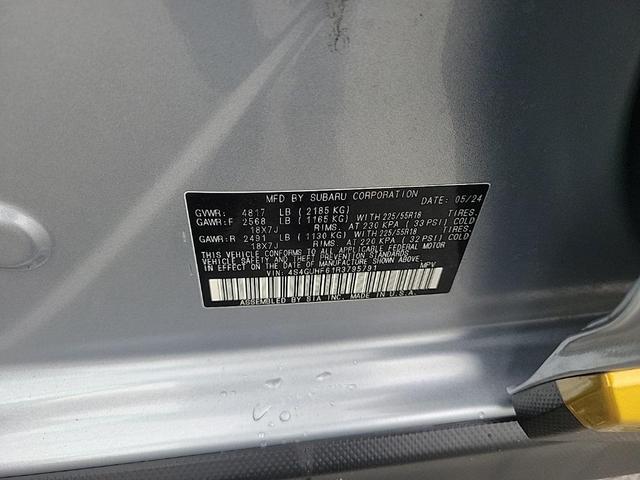 MFD BY SUBARU CORPORATION DATE: 05/24
GVWR: 4817 LB (2185 KG)
GAWR:F 2568 LB (1165 KG) WITH 225/55R18 TIRES,
18X7J RIMS, AT 230 KPA (33 PSI) COLD
GAWR:R 2491 LB (1130 KG) WITH 225/55R18 TIRES,
18X7J RIMS, AT 220 KPA (32 PSI) COLD
THIS VEHICLE CONFORMS TO ALL APPLICABLE FEDERAL MOTOR
VEHICLE SAFETY AND THEFT PREVENTION STANDARDS
IN EFFECT ON THE DATE OF MANUFACTURE SHOWN ABOVE.
VIN: 4S4GUHF61R3795791 MPV
ASSEMBLED BY SIA INC. MADE IN U.S.A.